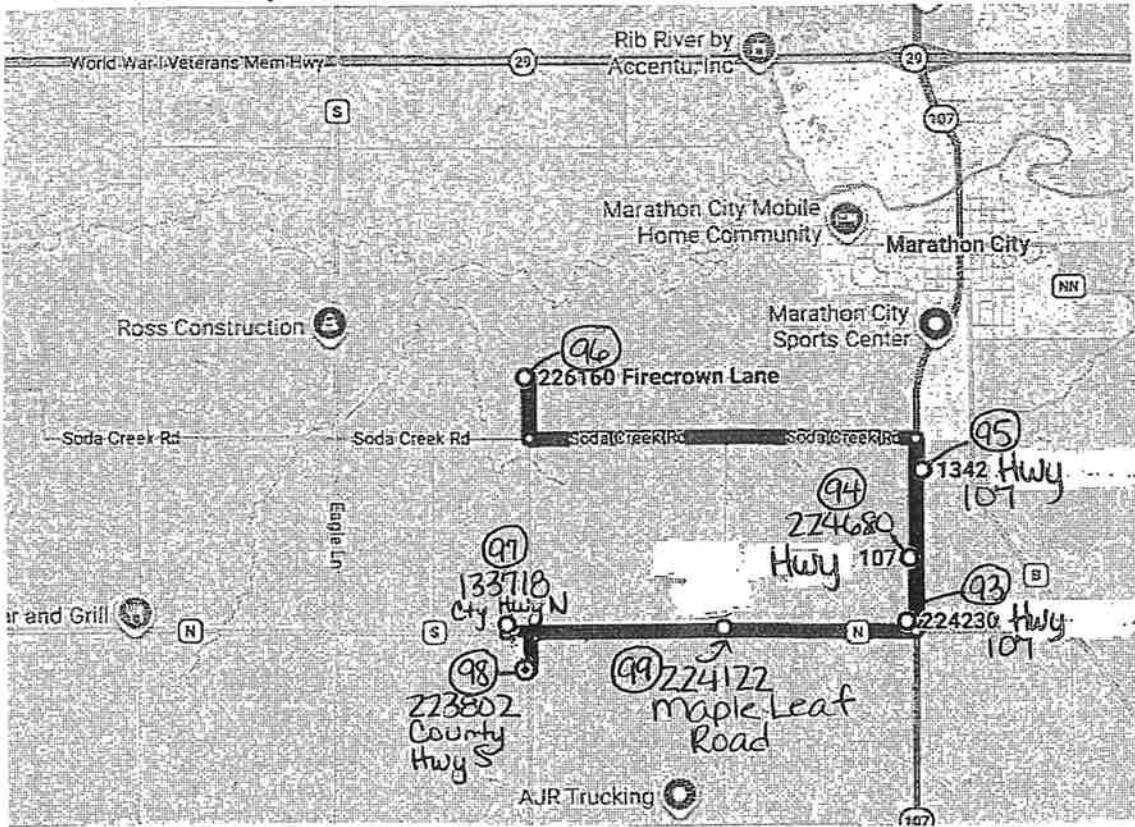 Rib River by
Accentu, Inc
World War I Veterans Mem Hwy
29
29
S
107
Marathon City Mobile
Home Community
Marathon City
NN
Ross Construction
Marathon City
Sports Center
96
226160 Firecrown Lane
Soda Creek Rd
Soda Creek Rd
Soda Creek Rd
Soda Creek Rd
95
1342 Hwy
107
94
224680
Hwy 107
Eagle Ln
97
133718
Cty Hwy N
93
224230 Hwy
107
S
ar and Grill
N
S
N
98
223802
County
Hwy S
99 224122
Maple Leaf
Road
AJR Trucking
107